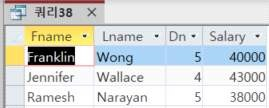 쿼리38
Fname Lname Dn Salary
Franklin Wong 5 40000
Jennifer Wallace 4 43000
Ramesh Narayan 5 38000